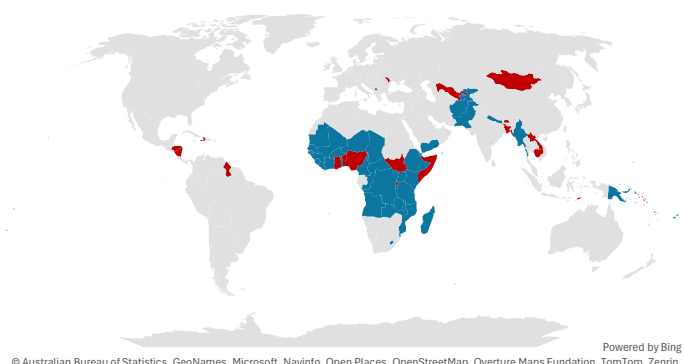 Powered by Bing
© Australian Bureau of Statistics, GeoNames, Microsoft, Navinfo, Open Places, OpenStreetMap, Overture Maps Fundation, TomTom, Zenrin